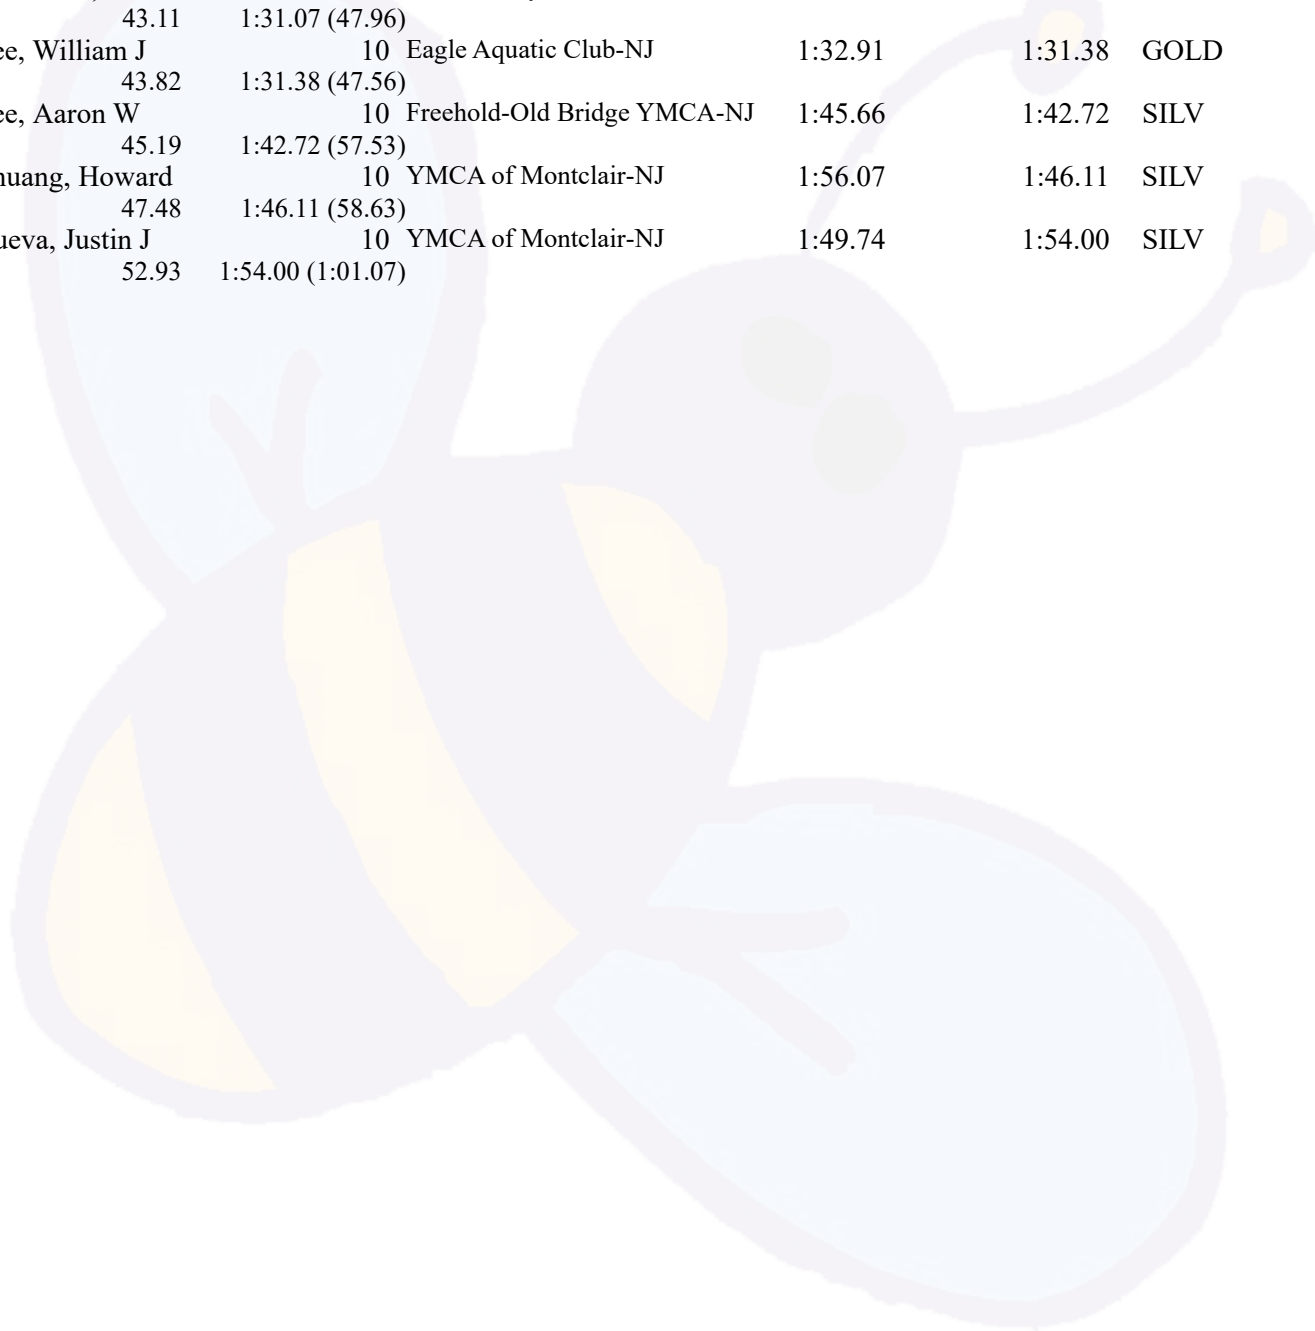 43.11 1:31.07 (47.96)
ee, William J 10 Eagle Aquatic Club-NJ 1:32.91 1:31.38 GOLD
43.82 1:31.38 (47.56)
ee, Aaron W 10 Freehold-Old Bridge YMCA-NJ 1:45.66 1:42.72 SILV
45.19 1:42.72 (57.53)
huang, Howard 10 YMCA of Montclair-NJ 1:56.07 1:46.11 SILV
47.48 1:46.11 (58.63)
ueva, Justin J 10 YMCA of Montclair-NJ 1:49.74 1:54.00 SILV
52.93 1:54.00 (1:01.07)